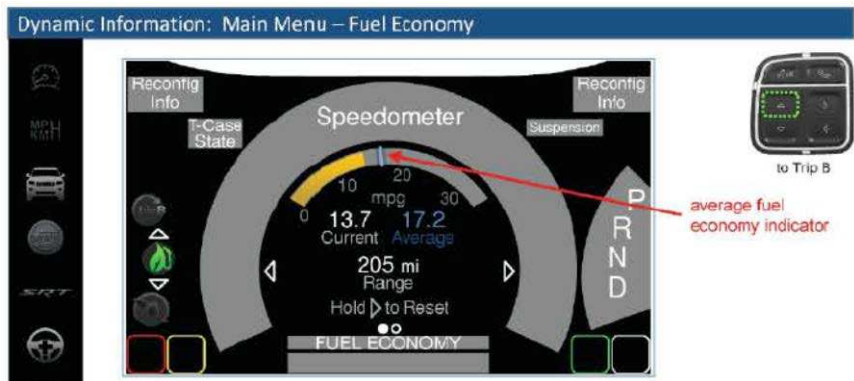 Dynamic Information: Main Menu – Fuel Economy
MPH
KMH
SRT
Reconfig
Info
Reconfig
Info
T-Case
State
Speedometer
Suspension
Trip B
0 10 20 30
mpg
13.7 17.2
Current Average
205 mi
Range
Hold ▷ to Reset
FUEL ECONOMY
P
R
N
D
to Trip B
average fuel
economy indicator